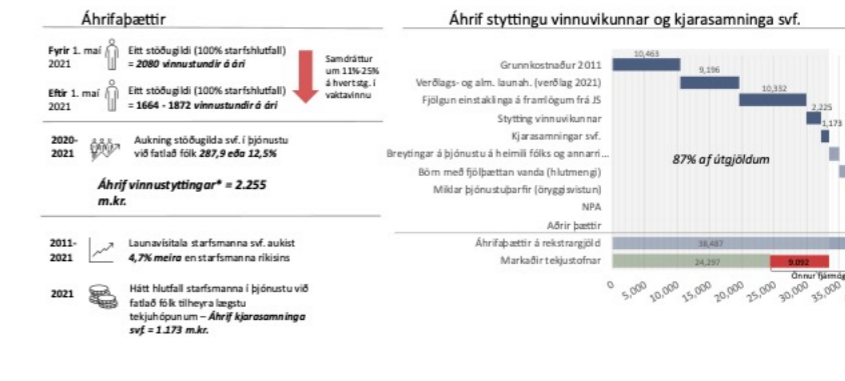 Áhrifaþættir
Fyrir 1. maí
2021
Eitt stöðugildi (100% starfshlutfall)
= 2080 vinnustundir á ári
Eftir 1. maí
2021
Eitt stöðugildi (100% starfshlutfall)
= 1664 - 1872 vinnustundir á ári
Samdráttur
um 11%-25%
á hvert stg. í
vaktavinnu
2020-
2021
Aukning stöðugilda svf. í þjónustu
við fatlað fólk 287,9 eða 12,5%
Áhrif vinnustyttingar* = 2.255
m.kr.
2011-
2021
Launavísitala starfsmanna svf. aukist
4,7% meira en starfsmanna ríkisins
2021
Hátt hlutfall starfsmanna í þjónustu við
fatlað fólk tilheyra lægstu
tekjuhópunum – Áhrif kjarasamninga
svf. = 1.173 m.kr.
Áhrif styttingu vinnuvikunnar og kjarasamninga svf.
Grunnkostnaður 2011
10,463
Verðlags- og alm. launah. (verðlag 2021)
9,196
Fjölgun einstaklinga á framlögum frá JS
10,332
Stytting vinnuvikunnar
2,225
Kjarasamningar svf.
1,173
Breytingar á þjónustu á heimili fólks og annarri...
Börn með fjölþættan vanda (hlutmengi)
87% af útgjöldum
Miklar þjónustuþarfir (öryggisvistun)
NPA
Aðrir þættir
Áhrifaþættir á rekstrargjöld
38,487
Markaðir tekjustofnar
24,297
9.092
Önnur fjármög
0
5,000
10,000
15,000
20,000
25,000
30,000
35,000